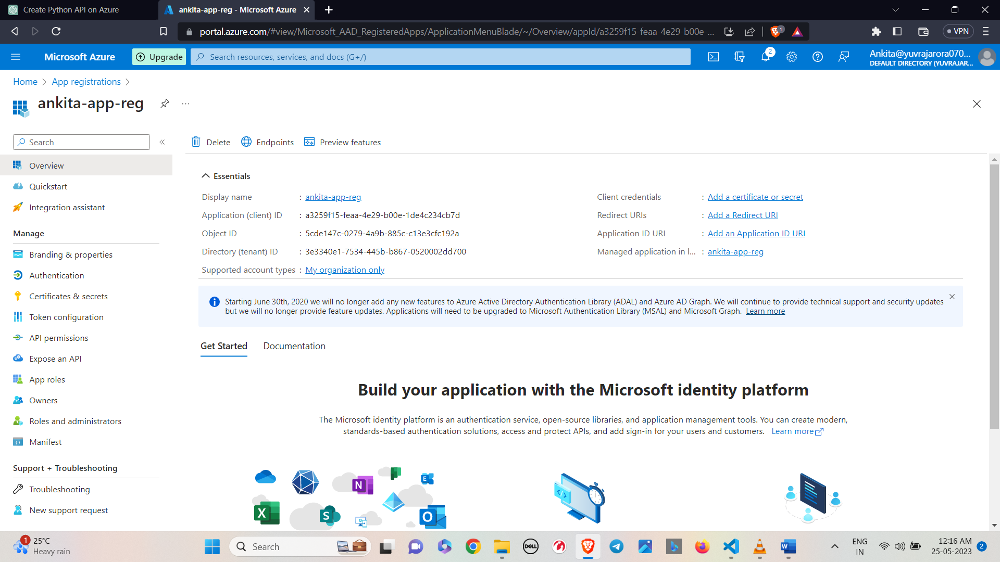 Create Python API on Azure
ankita-app-reg - Microsoft Azure
portal.azure.com/#view/Microsoft_AAD_RegisteredApps/ApplicationMenuBlade/~/Overview/appId/a3259f15-feaa-4e29-b00e-...
1
VPN
Microsoft Azure
Upgrade
Search resources, services, and docs (G+/)
2
Ankita@yuvrajarora070...
DEFAULT DIRECTORY (YUVRAJAR...
Home > App registrations >
ankita-app-reg
...
Search
«
Delete
Endpoints
Preview features
Overview
Quickstart
Integration assistant
Manage
Branding & properties
Authentication
Certificates & secrets
Token configuration
API permissions
Expose an API
App roles
Owners
Roles and administrators
Manifest
Support + Troubleshooting
Troubleshooting
New support request
Essentials
Display name : ankita-app-reg
Application (client) ID : a3259f15-feaa-4e29-b00e-1de4c234cb7d
Object ID : 5cde147c-0279-4a9b-885c-c13e3cfc192a
Directory (tenant) ID : 3e3340e1-7534-445b-b867-0520002dd700
Supported account types : My organization only
Client credentials : Add a certificate or secret
Redirect URIs : Add a Redirect URI
Application ID URI : Add an Application ID URI
Managed application in l... : ankita-app-reg
Starting June 30th, 2020 we will no longer add any new features to Azure Active Directory Authentication Library (ADAL) and Azure AD Graph. We will continue to provide technical support and security updates
but we will no longer provide feature updates. Applications will need to be upgraded to Microsoft Authentication Library (MSAL) and Microsoft Graph. Learn more
Get Started
Documentation
Build your application with the Microsoft identity platform
The Microsoft identity platform is an authentication service, open-source libraries, and application management tools. You can create modern,
standards-based authentication solutions, access and protect APIs, and add sign-in for your users and customers. Learn more
N
E
X
S
O
1
25°C
Heavy rain
Search
DELL
W
ENG
IN
12:16 AM
25-05-2023
2